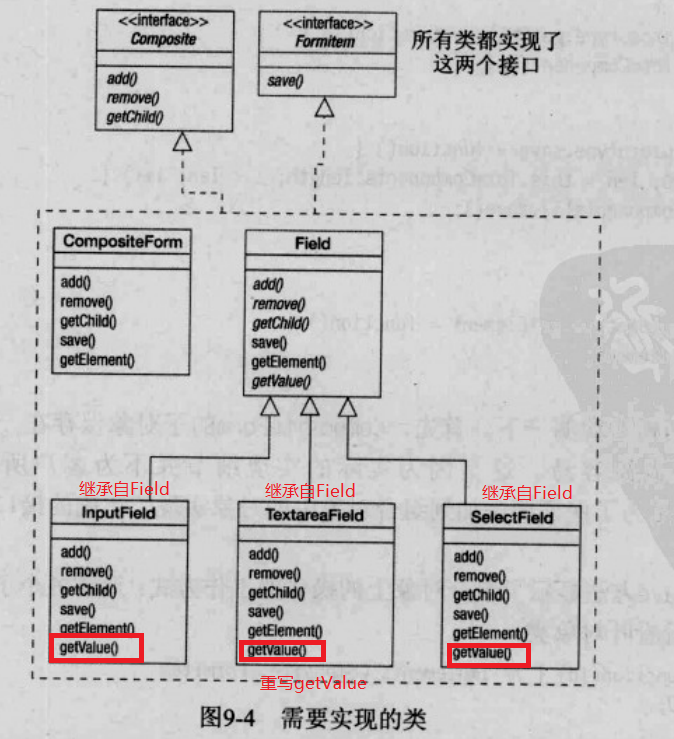 <<interface>>
Composite
add()
remove()
getChild()
<<interface>>
Formitem
save()
所有类都实现了
这两个接口
CompositeForm
add()
remove()
getChild()
save()
getElement()
Field
add()
remove()
getChild()
save()
getElement()
getValue()
继承自Field
InputField
add()
remove()
getChild()
save()
getElement()
getValue()
继承自Field
TextareaField
add()
remove()
getChild()
save()
getElement()
getValue()
继承自Field
SelectField
add()
remove()
getChild()
save()
getElement()
getValue()
重写getValue
图9-4 需要实现的类